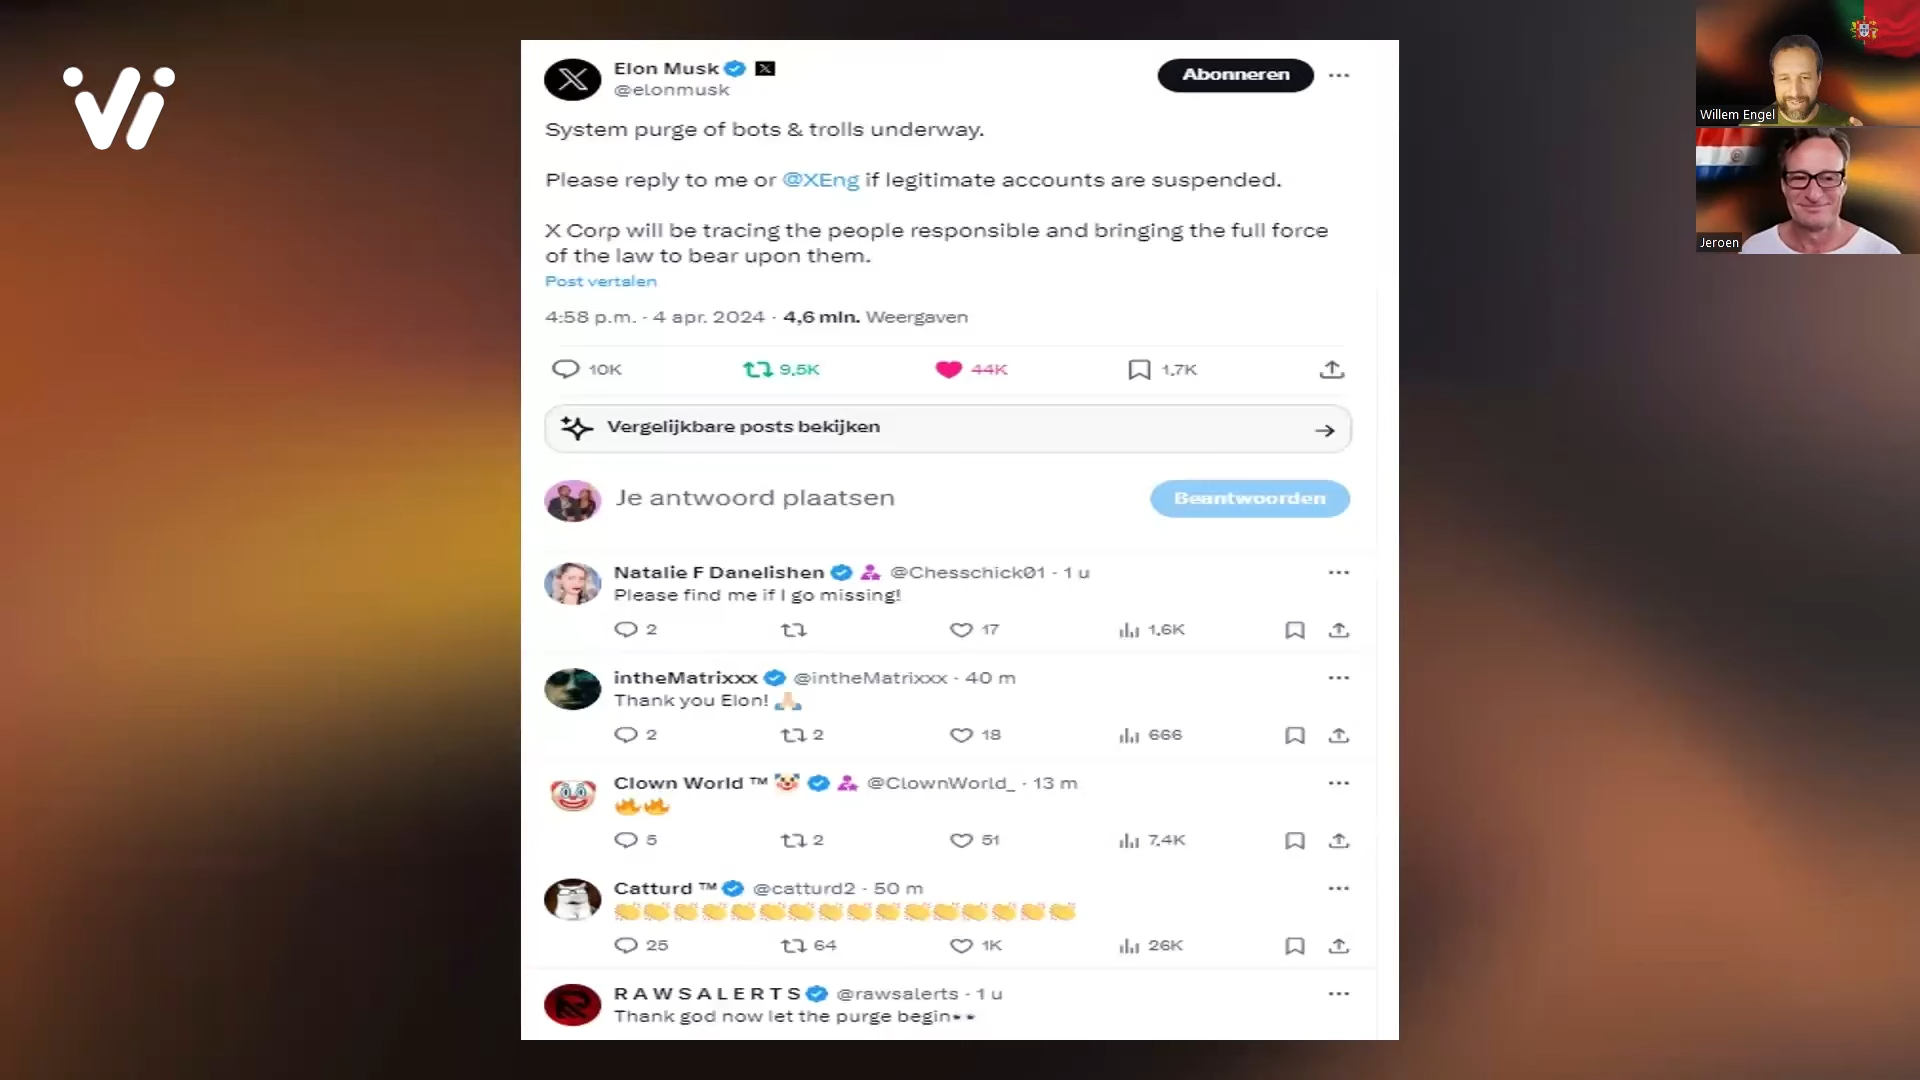 Vi
Elon Musk
@elonmusk
Abonneren
System purge of bots & trolls underway.
Please reply to me or @XEng if legitimate accounts are suspended.
X Corp will be tracing the people responsible and bringing the full force
of the law to bear upon them.
Post vertalen
4:58 p.m. · 4 apr. 2024 · 4,6 mln. Weergaven
10K 9,5K 44K 1,7K
Vergelijkbare posts bekijken
Je antwoord plaatsen
Beantwoorden
Natalie F Danelishen @Chesschick01 · 1 u
Please find me if I go missing!
2 17 1,6K
intheMatrixxx @intheMatrixxx · 40 m
Thank you Elon! 🙏🏻
2 2 18 666
Clown World ™ 🤡 @ClownWorld_ · 13 m
🔥🔥
5 2 51 7,4K
Catturd ™ @catturd2 · 50 m
👏👏👏👏👏👏👏👏👏👏👏👏👏👏👏👏
25 64 1K 26K
R A W S A L E R T S @rawsalerts · 1 u
Thank god now let the purge begin👀
Willem Engel
Jeroen